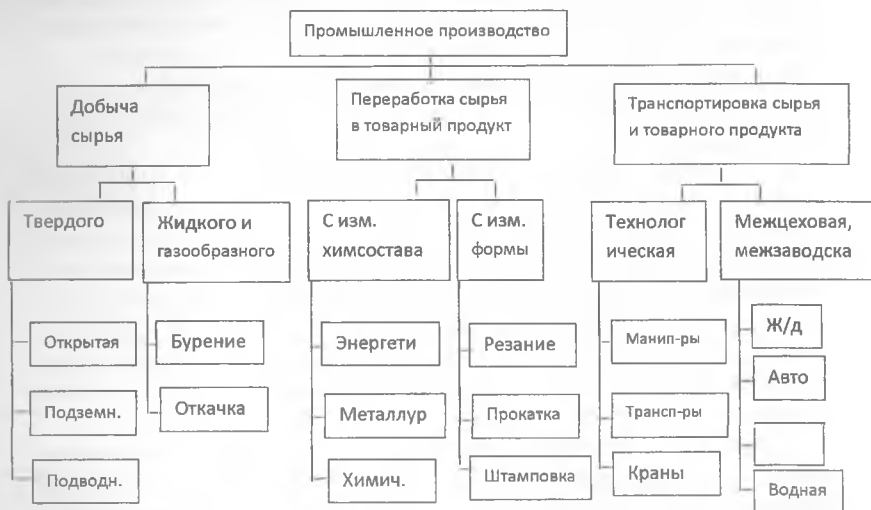 Промышленное производство
Добыча
сырья
Переработка сырья
в товарный продукт
Транспортировка сырья
и товарного продукта
Твердого
Жидкого и
газообразного
С изм.
химсостава
С изм.
формы
Технолог
ическая
Межцеховая,
межзаводска
Открытая
Подземн.
Подводн.
Бурение
Откачка
Энергети
Металлур
Химич.
Резание
Прокатка
Штамповка
Манип-ры
Трансп-ры
Краны
Ж/д
Авто
Водная